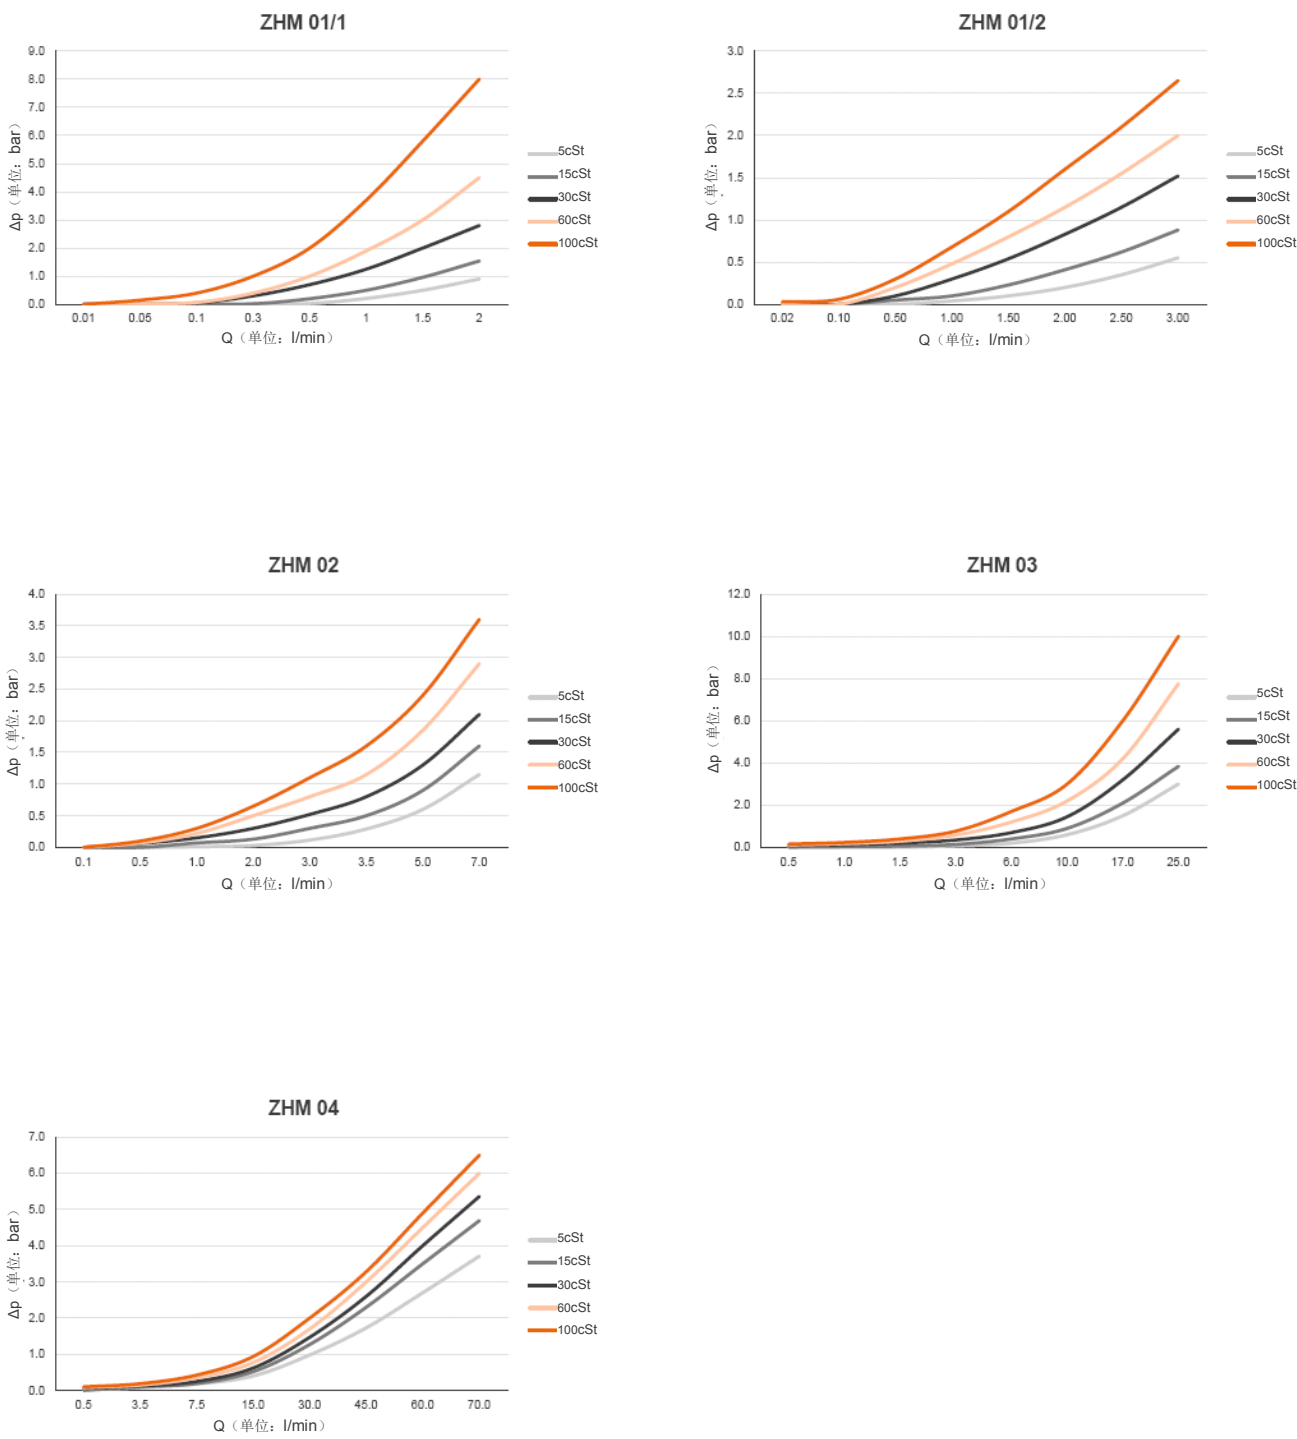 ZHM 01/1
9.0
8.0
7.0
6.0
5.0
4.0
3.0
2.0
1.0
0.0
Δp（单位：bar）
0.01 0.05 0.1 0.3 0.5 1 1.5 2
Q（单位：l/min）
5cSt
15cSt
30cSt
60cSt
100cSt
ZHM 01/2
3.0
2.5
2.0
1.5
1.0
0.5
0.0
Δp（单位：bar）
0.02 0.10 0.50 1.00 1.50 2.00 2.50 3.00
Q（单位：l/min）
5cSt
15cSt
30cSt
60cSt
100cSt
ZHM 02
4.0
3.5
3.0
2.5
2.0
1.5
1.0
0.5
0.0
Δp（单位：bar）
0.1 0.5 1.0 2.0 3.0 3.5 5.0 7.0
Q（单位：l/min）
5cSt
15cSt
30cSt
60cSt
100cSt
ZHM 03
12.0
10.0
8.0
6.0
4.0
2.0
0.0
Δp（单位：bar）
0.5 1.0 1.5 3.0 6.0 10.0 17.0 25.0
Q（单位：l/min）
5cSt
15cSt
30cSt
60cSt
100cSt
ZHM 04
7.0
6.0
5.0
4.0
3.0
2.0
1.0
0.0
Δp（单位：bar）
0.5 3.5 7.5 15.0 30.0 45.0 60.0 70.0
Q（单位：l/min）
5cSt
15cSt
30cSt
60cSt
100cSt